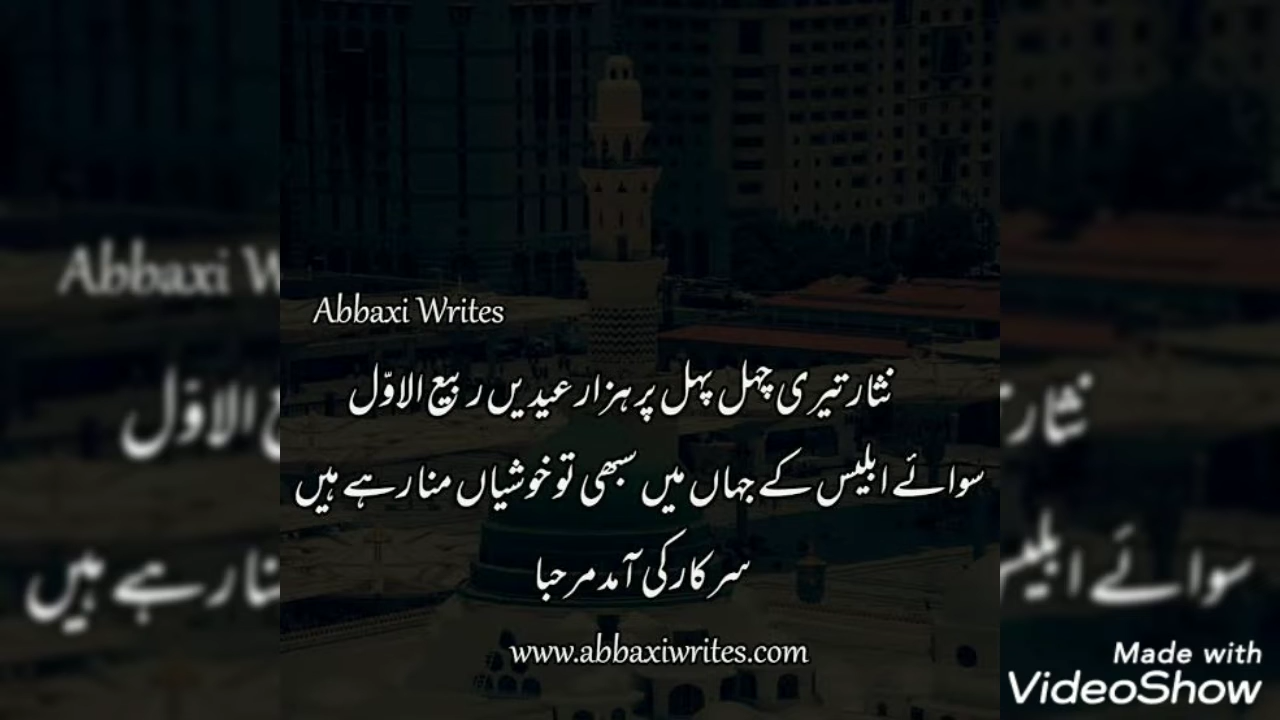 Abbaxi Writes
نثار تیری چہل پہل پر ہزار عیدیں ربیع الاوّل
سوائے ابلیس کے جہاں میں سبھی تو خوشیاں منا رہے ہیں
سرکار کی آمد مرحبا
www.abbaxiwrites.com
Made with
VideoShow